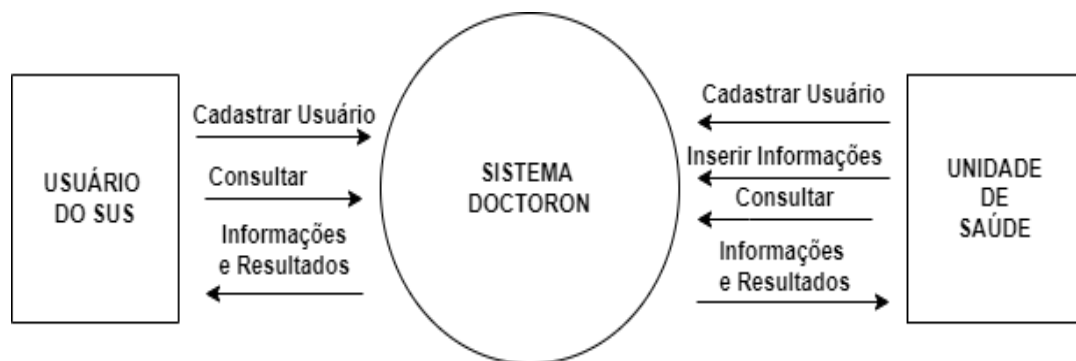 USUÁRIO
DO SUS
Cadastrar Usuário
Consultar
Informações
e Resultados
SISTEMA
DOCTORON
Cadastrar Usuário
Inserir Informações
Consultar
Informações
e Resultados
UNIDADE
DE
SAÚDE